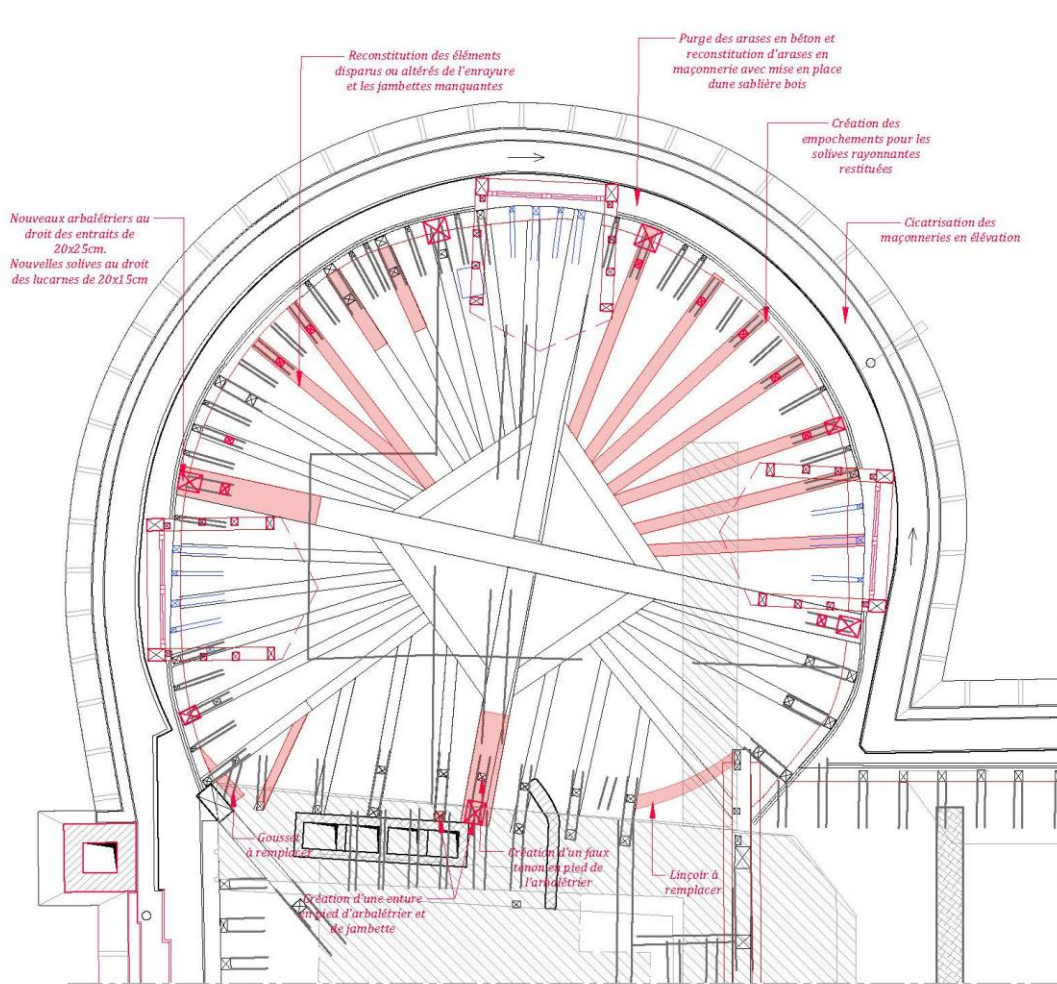 Reconstitution des éléments
disparus ou altérés de l'enrayure
et les jambettes manquantes
Purge des arases en béton et
reconstitution d'arases en
maçonnerie avec mise en place
dune sablière bois
Création des
empochements pour les
solives rayonnantes
restituées
Cicatrisation des
maçonneries en élévation
Nouveaux arbalétriers au
droit des entraits de
20x25cm.
Nouvelles solives au droit
des lucarnes de 20x15cm
Gousset
à remplacer
Création d'une enture
en pied d'arbalétrier et
de jambette
Création d'un faux
tenon en pied de
l'arbalétrier
Linçoir à
remplacer